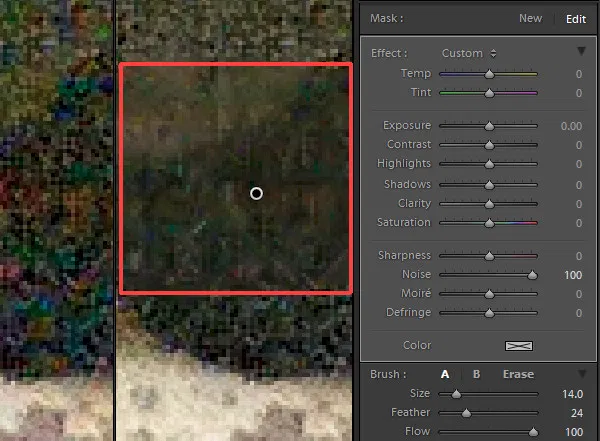 Mask : New Edit
Effect : Custom
Temp 0
Tint 0
Exposure 0.00
Contrast 0
Highlights 0
Shadows 0
Clarity 0
Saturation 0
Sharpness 0
Noise 100
Moiré 0
Defringe 0
Color
Brush : A B Erase
Size 14.0
Feather 24
Flow 100